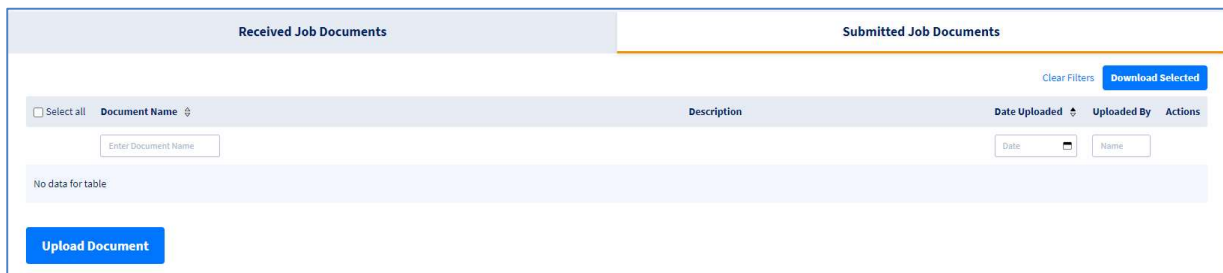 Received Job Documents Submitted Job Documents
Clear Filters Download Selected
Select all Document Name Description Date Uploaded Uploaded By Actions
Enter Document Name Date Name
No data for table
Upload Document